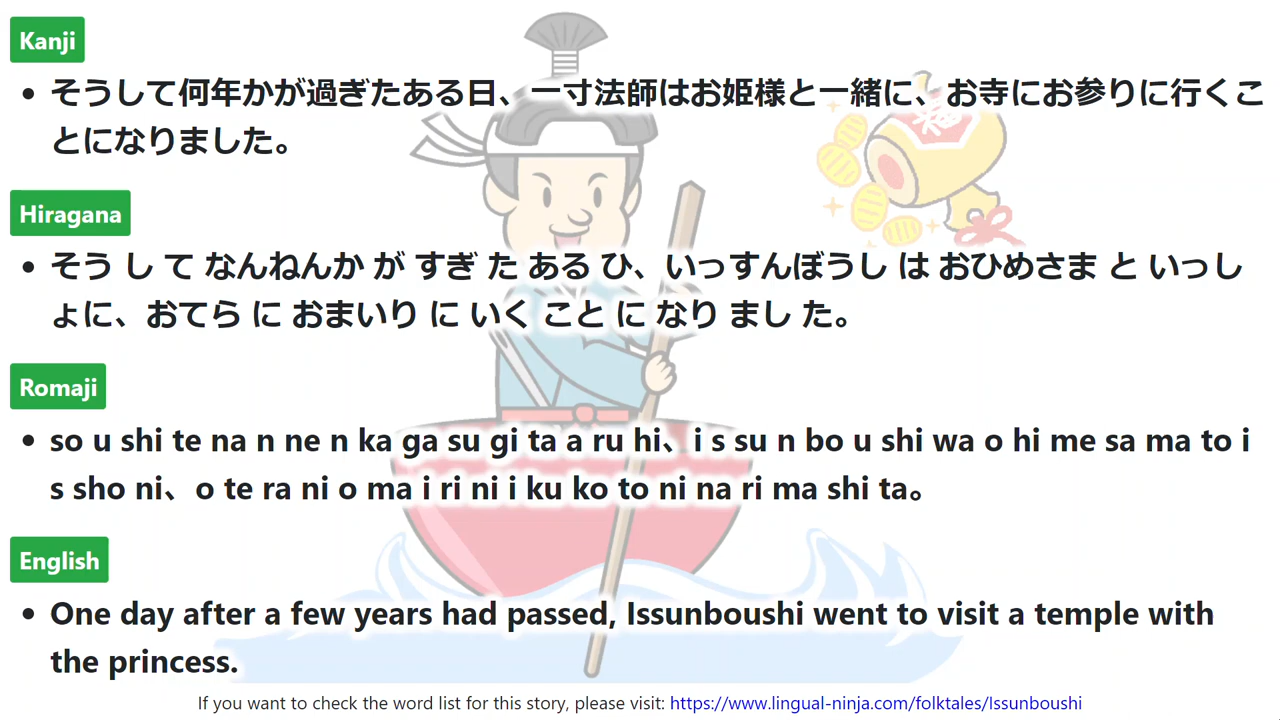 Kanji
• そうして何年かが過ぎたある日、一寸法師はお姫様と一緒に、お寺にお参りに行くこ
とになりました。
Hiragana
• そう し て なんねんか が すぎ た ある ひ、いっすんぼうし は おひめさま と いっし
ょに、おてら に おまいり に いく こと に なり まし た。
Romaji
• so u shi te na n ne n ka ga su gi ta a ru hi、i s su n bo u shi wa o hi me sa ma to i
s sho ni、o te ra ni o ma i ri ni i ku ko to ni na ri ma shi ta。
English
• One day after a few years had passed, Issunboushi went to visit a temple with
the princess.
If you want to check the word list for this story, please visit: https://www.lingual-ninja.com/folktales/Issunboushi
福